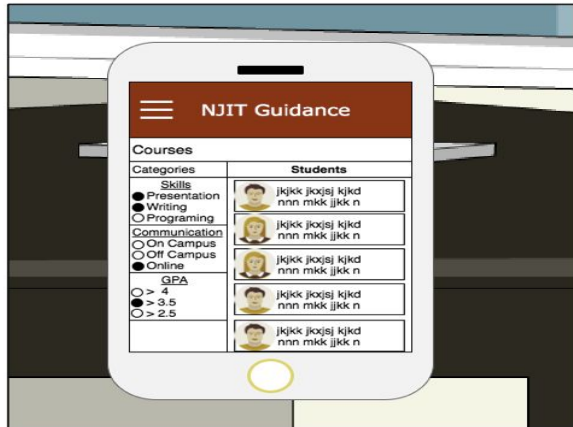 NJIT Guidance
Courses
Categories
Skills
Presentation
Writing
Programing
Communication
On Campus
Off Campus
Online
GPA
> 4
> 3.5
> 2.5
Students
jkjkk jkxjsj kjkd
nnn mkk jjkk n
jkjkk jkxjsj kjkd
nnn mkk jjkk n
jkjkk jkxjsj kjkd
nnn mkk jjkk n
jkjkk jkxjsj kjkd
nnn mkk jjkk n
jkjkk jkxjsj kjkd
nnn mkk jjkk n